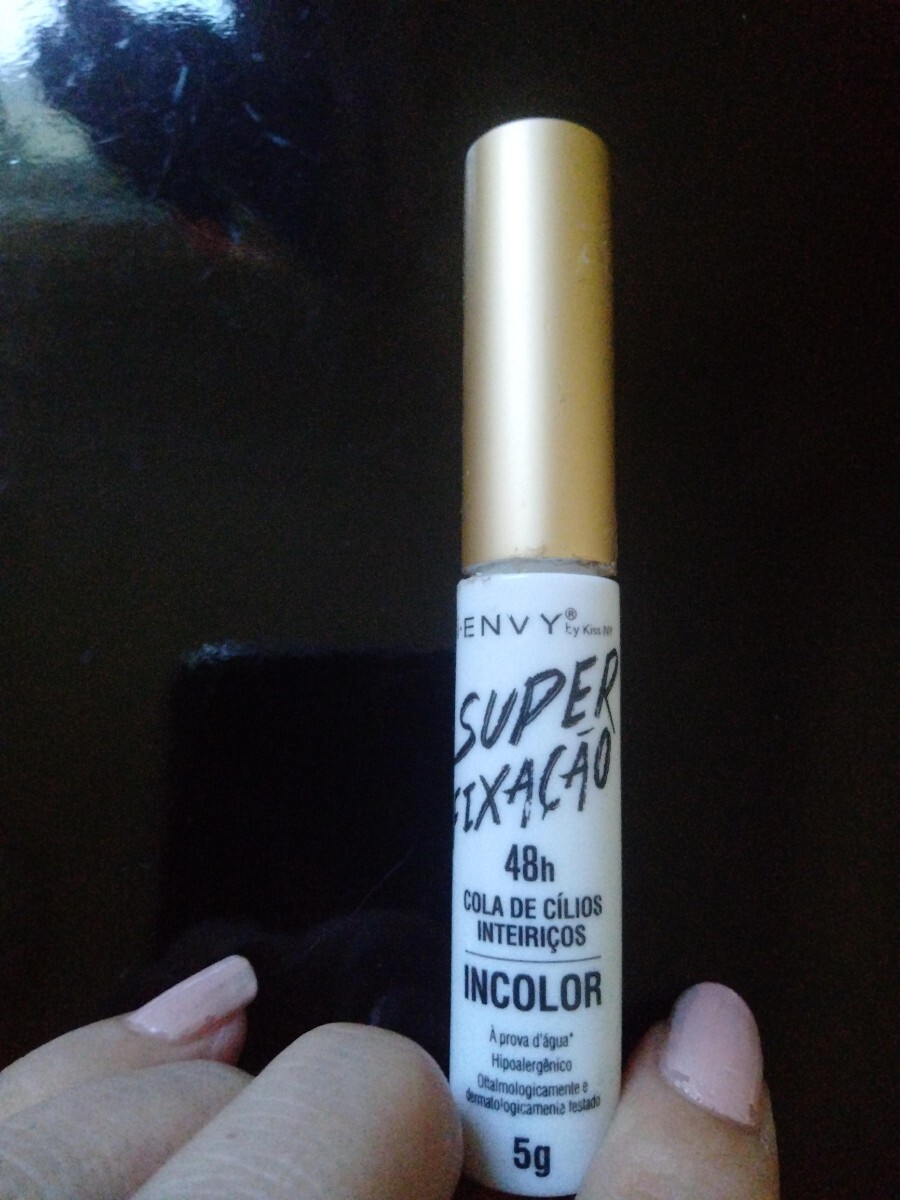 i·ENVY® by Kiss NY
SUPER
FIXAÇÃO
48h
COLA DE CÍLIOS
INTEIRIÇOS
INCOLOR
À prova d'água*
Hipoalergênico
Oftalmologicamente e
dermatologicamente testado
5g